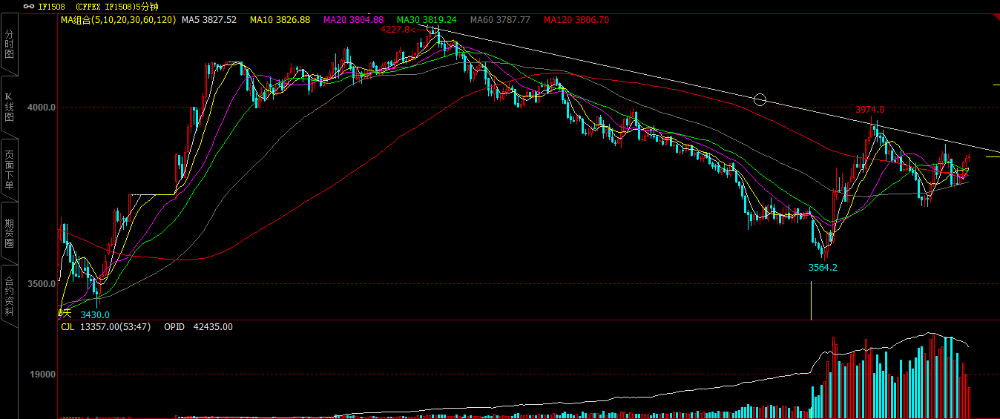 IF1508 (CFFEX IF1508)5分钟
MA组合(5,10,20,30,60,120) MA5 3827.52 MA10 3826.88 MA20 3804.88 MA30 3819.24 MA60 3787.77 MA120 3806.70
4227.8
分时图
K线图
4000.0
3974.0
页面下单
期货圈
3564.2
合约资料
3500.0
6天 3430.0
CJL 13357.00(53:47) OPID 42435.00
19000